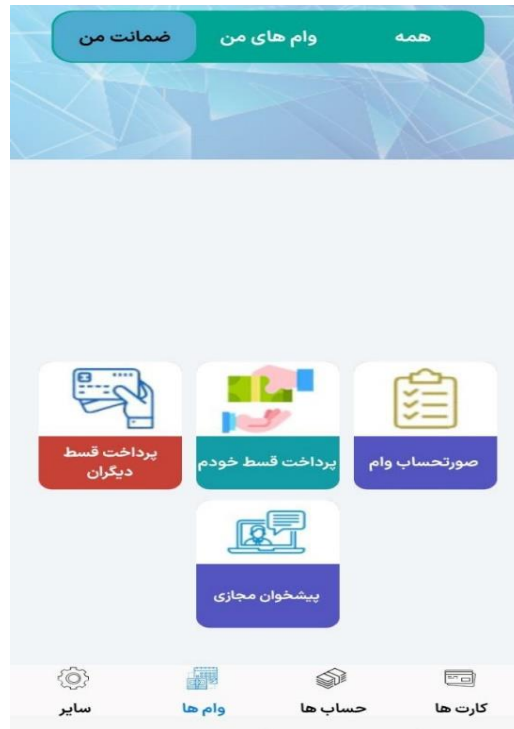 همه
وام های من
ضمانت من
صورتحساب وام
پرداخت قسط خودم
پرداخت قسط
دیگران
پیشخوان مجازی
کارت ها
حساب ها
وام ها
سایر